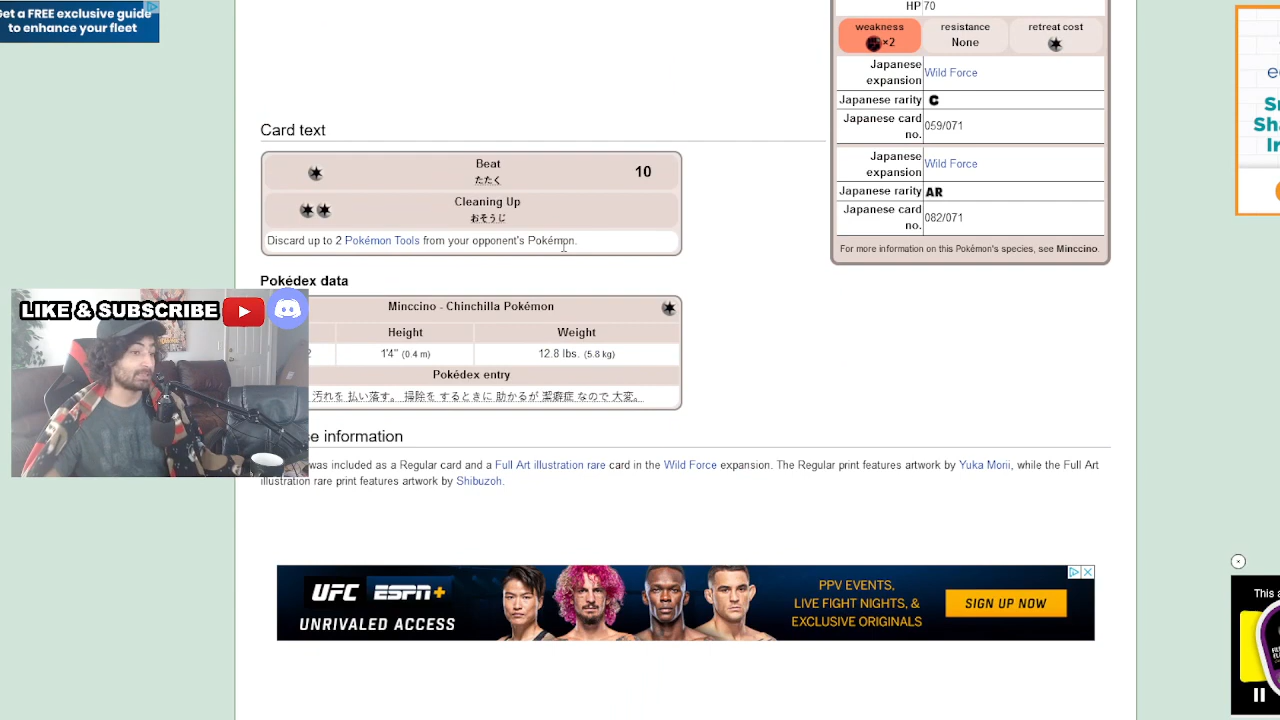 Get a FREE exclusive guide
to enhance your fleet
HP 70
weakness resistance retreat cost
×2 None
Japanese expansion Wild Force
Japanese rarity C
Japanese card no. 059/071
Japanese expansion Wild Force
Japanese rarity AR
Japanese card no. 082/071
For more information on this Pokémon's species, see Minccino.
Card text
Beat 10
たたく
Cleaning Up
おそうじ
Discard up to 2 Pokémon Tools from your opponent's Pokémon.
Pokédex data
Minccino - Chinchilla Pokémon
Height Weight
1'4" (0.4 m) 12.8 lbs. (5.8 kg)
Pokédex entry
汚れを 払い落す。 掃除を するときに 助かるが 潔癖症 なので 大変。
LIKE & SUBSCRIBE
information
was included as a Regular card and a Full Art illustration rare card in the Wild Force expansion. The Regular print features artwork by Yuka Morii, while the Full Art
illustration rare print features artwork by Shibuzoh.
UFC ESPN+
UNRIVALED ACCESS
PPV EVENTS,
LIVE FIGHT NIGHTS, &
EXCLUSIVE ORIGINALS
SIGN UP NOW
This a